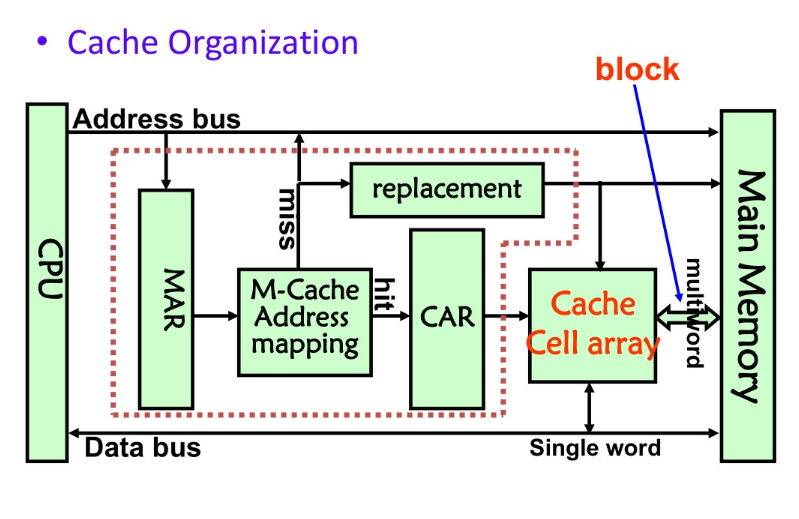 • Cache Organization
block
Address bus
CPU
MAR
miss
replacement
M-Cache
Address
mapping
hit
CAR
Cache
Cell array
multiword
Main Memory
Data bus
Single word